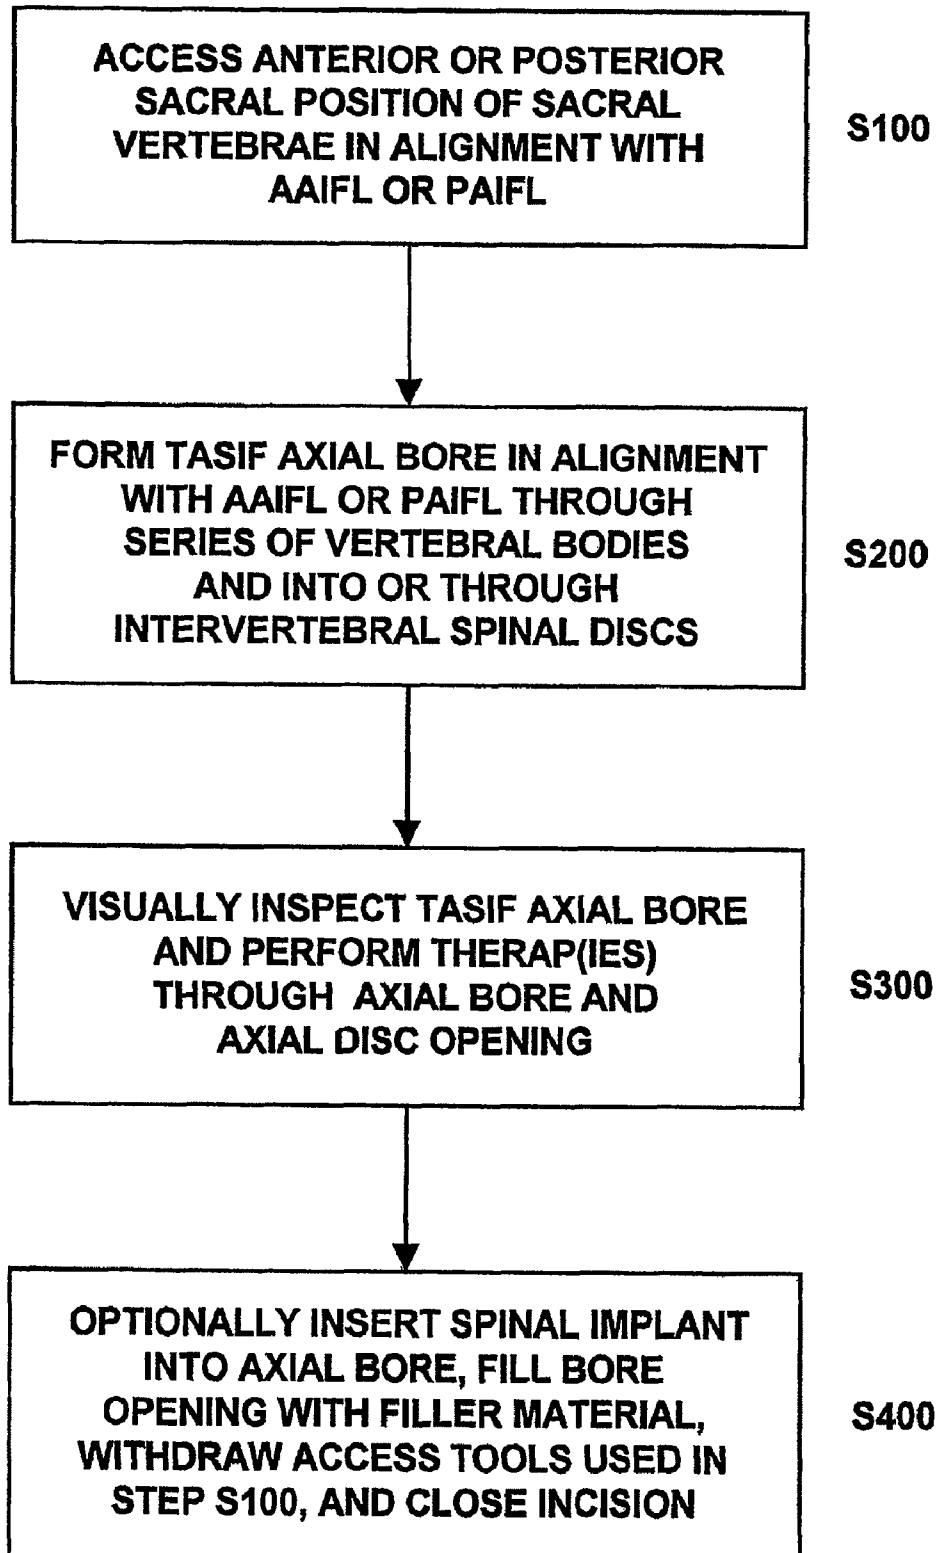 ACCESS ANTERIOR OR POSTERIOR
SACRAL POSITION OF SACRAL
VERTEBRAE IN ALIGNMENT WITH
AAIFL OR PAIFL
S100
FORM TASIF AXIAL BORE IN ALIGNMENT
WITH AAIFL OR PAIFL THROUGH
SERIES OF VERTEBRAL BODIES
AND INTO OR THROUGH
INTERVERTEBRAL SPINAL DISCS
S200
VISUALLY INSPECT TASIF AXIAL BORE
AND PERFORM THERAP(IES)
THROUGH AXIAL BORE AND
AXIAL DISC OPENING
S300
OPTIONALLY INSERT SPINAL IMPLANT
INTO AXIAL BORE, FILL BORE
OPENING WITH FILLER MATERIAL,
WITHDRAW ACCESS TOOLS USED IN
STEP S100, AND CLOSE INCISION
S400